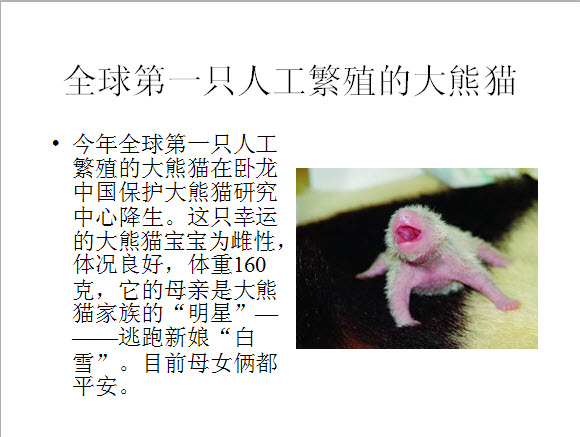 全球第一只人工繁殖的大熊猫
• 今年全球第一只人工
繁殖的大熊猫在卧龙
中国保护大熊猫研究
中心降生。这只幸运
的大熊猫宝宝为雌性，
体况良好，体重160
克，它的母亲是大熊
猫家族的“明星”—
——逃跑新娘“白
雪”。目前母女俩都
平安。